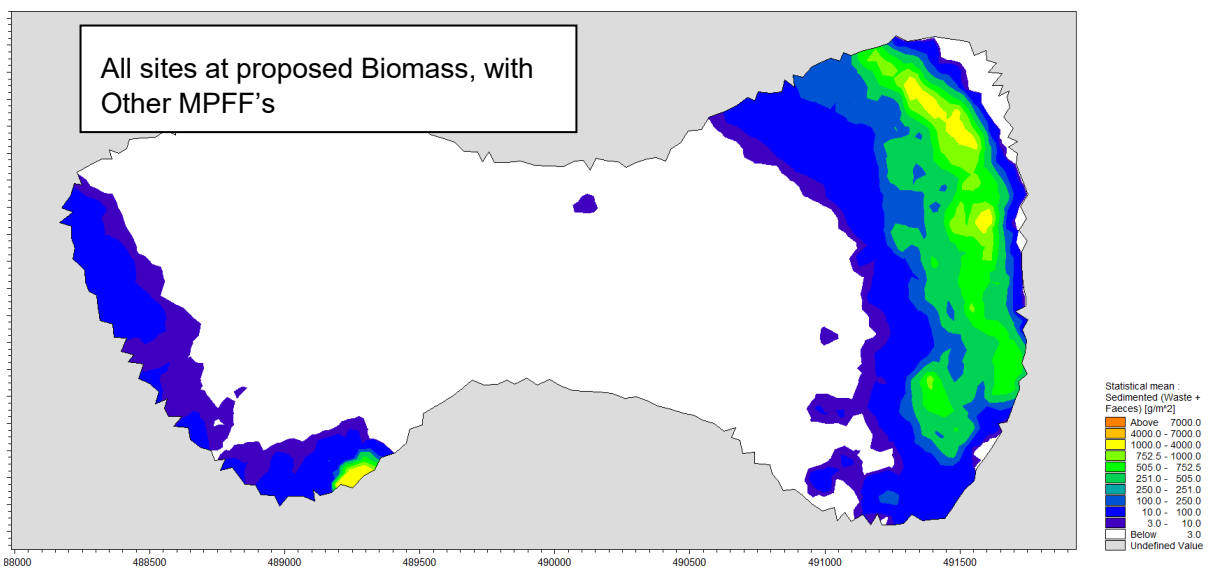 All sites at proposed Biomass, with
Other MPFF's
Statistical mean :
Sedimented (Waste +
Faeces) [g/m^2]
Above 7000.0
4000.0 - 7000.0
1000.0 - 4000.0
752.5 - 1000.0
505.0 - 752.5
251.0 - 505.0
250.0 - 251.0
100.0 - 250.0
10.0 - 100.0
3.0 - 10.0
Below 3.0
Undefined Value
88000 488500 489000 489500 490000 490500 491000 491500